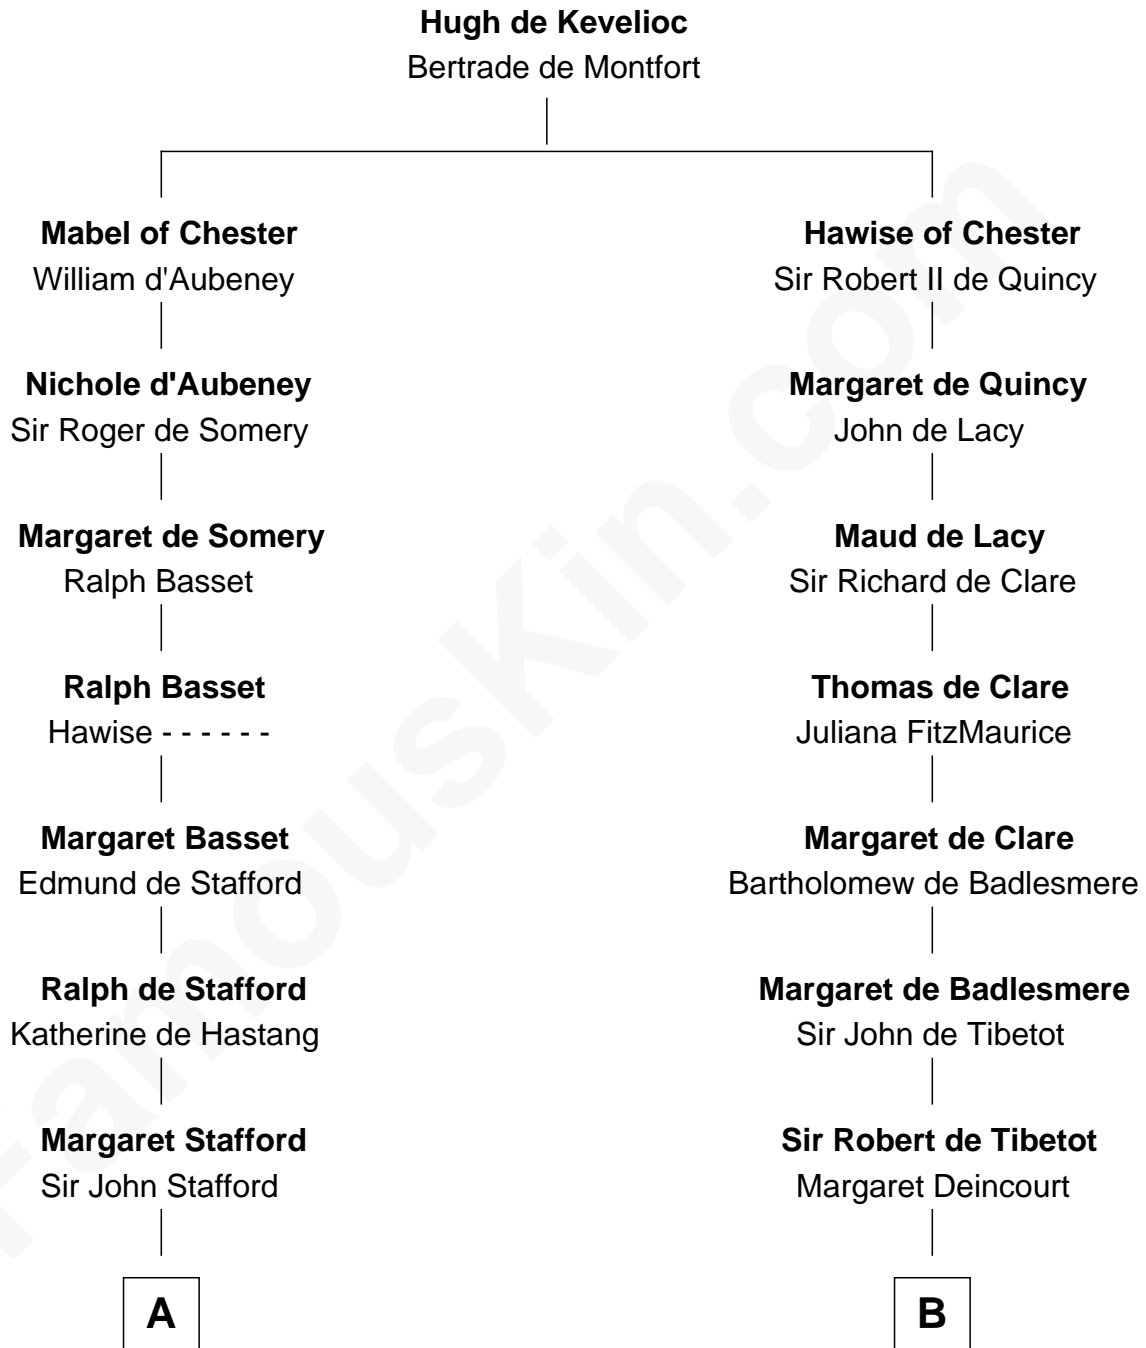 Hugh de Kevelioc
Bertrade de Montfort
Mabel of Chester
William d'Aubeney
Hawise of Chester
Sir Robert II de Quincy
Nichole d'Aubeney
Sir Roger de Somery
Margaret de Quincy
John de Lacy
Margaret de Somery
Ralph Basset
Maud de Lacy
Sir Richard de Clare
Ralph Basset
Hawise - - - - - -
Thomas de Clare
Juliana FitzMaurice
Margaret Basset
Edmund de Stafford
Margaret de Clare
Bartholomew de Badlesmere
Ralph de Stafford
Katherine de Hastang
Margaret de Badlesmere
Sir John de Tibetot
Margaret Stafford
Sir John Stafford
Sir Robert de Tibetot
Margaret Deincourt
A
B
FamousKin.com